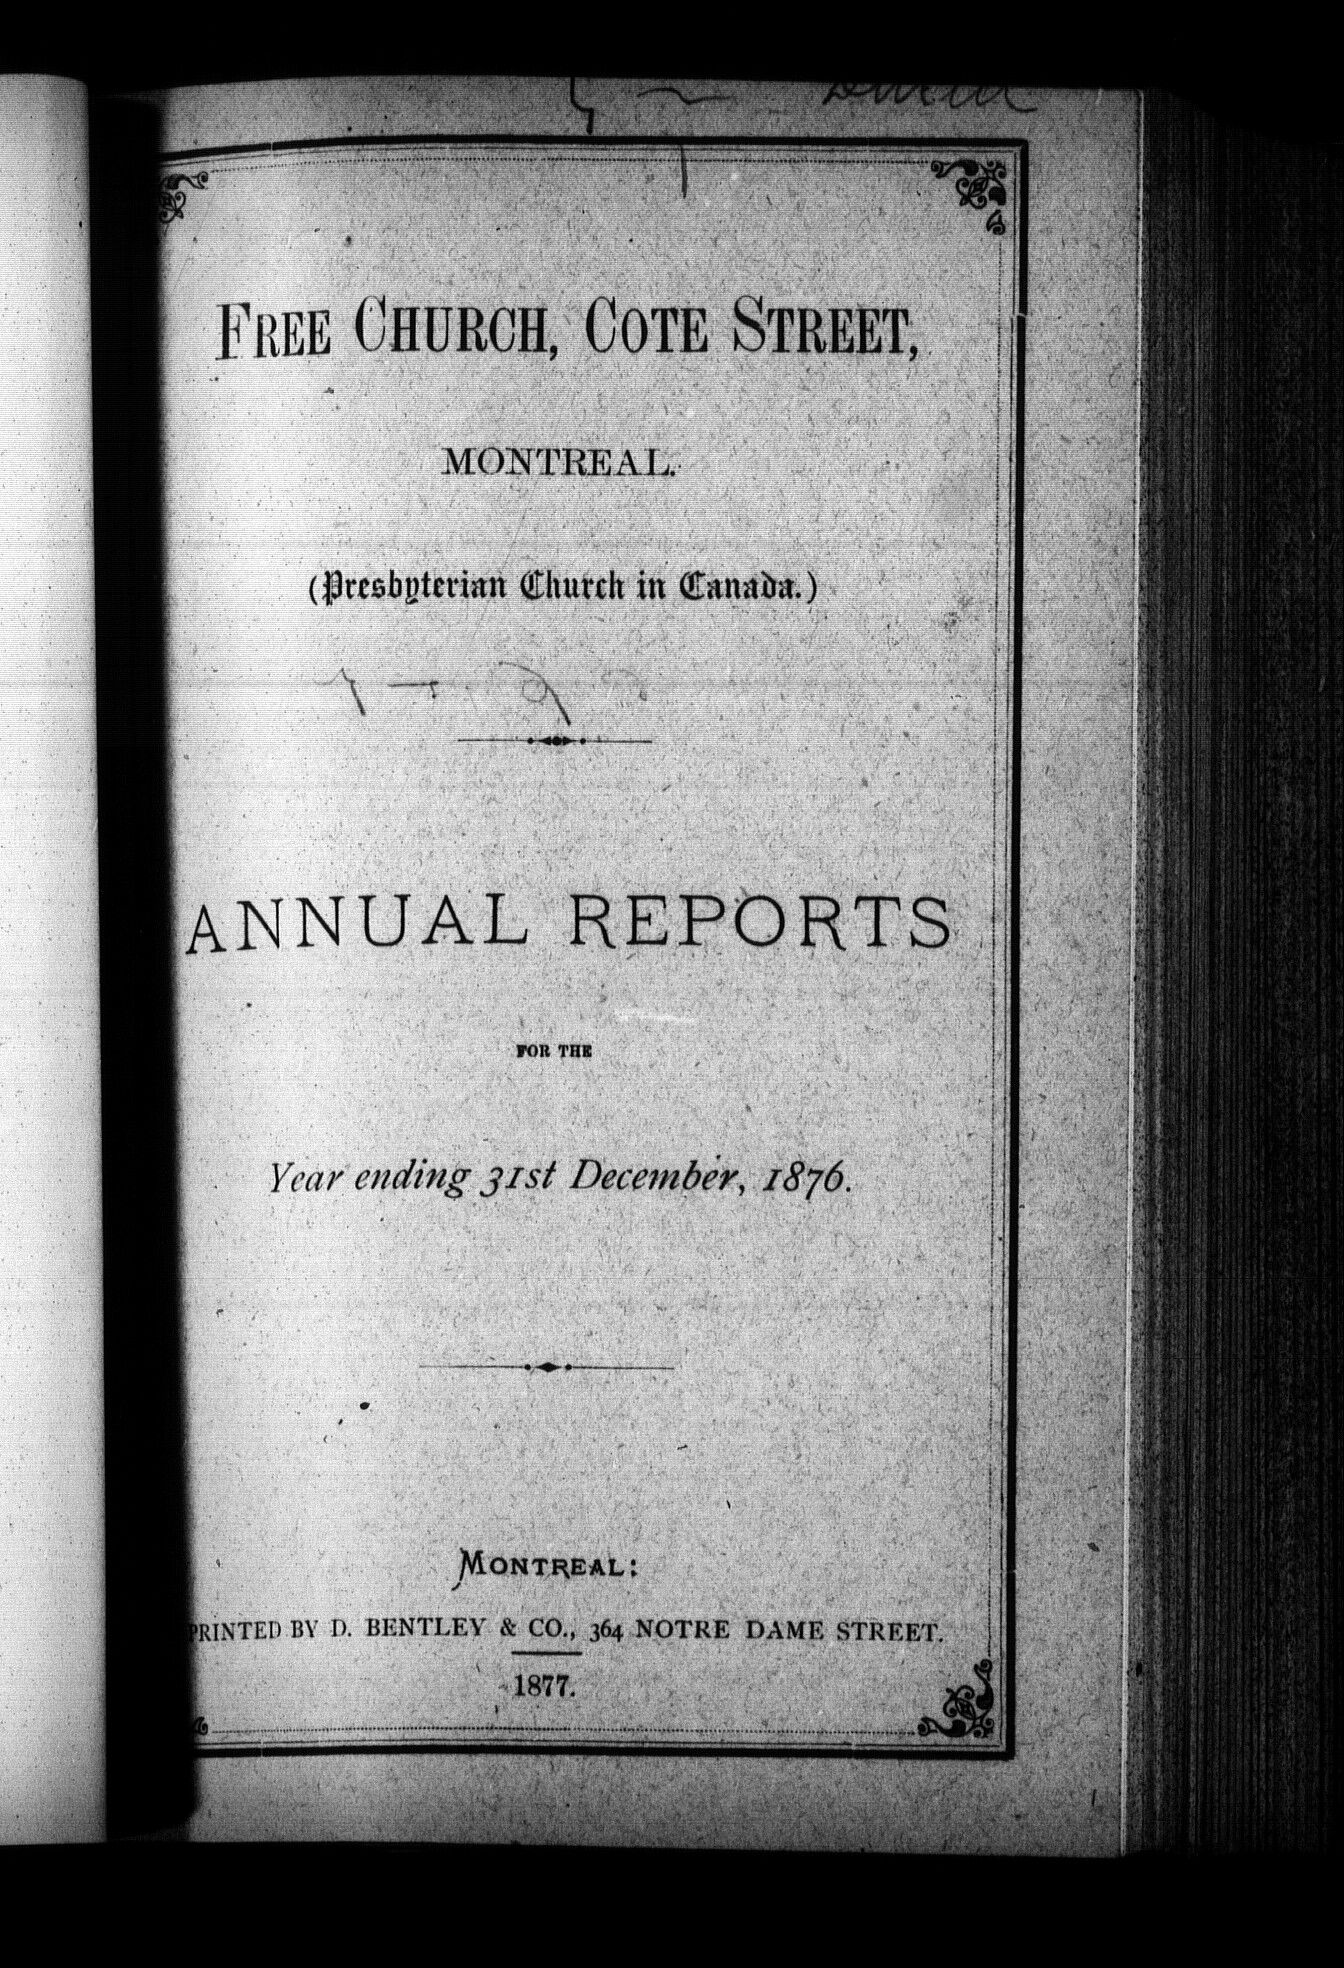 FREE CHURCH, COTE STREET,
MONTREAL.
(Presbyterian Church in Canada.)
ANNUAL REPORTS
FOR THE
Year ending 31st December, 1876.
MONTREAL:
PRINTED BY D. BENTLEY & CO., 364 NOTRE DAME STREET.
1877.